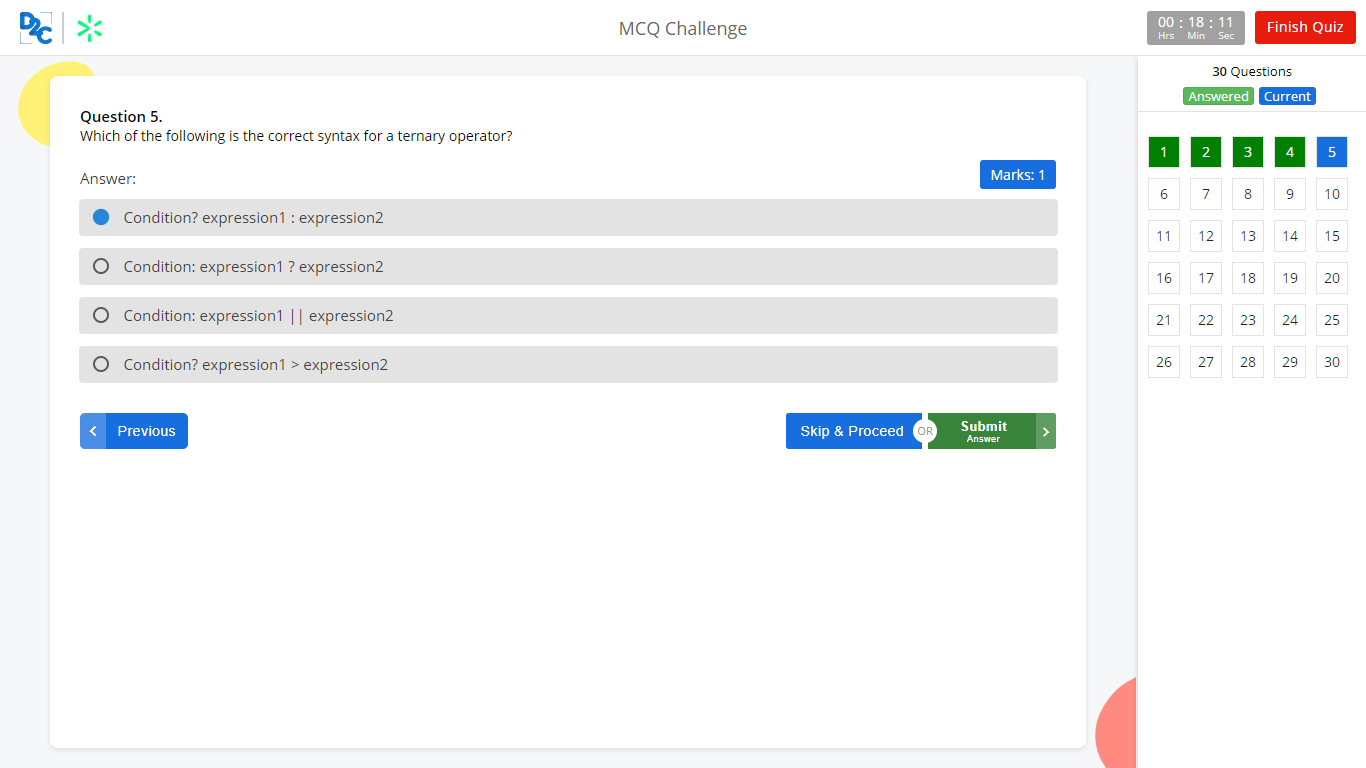 D2C
MCQ Challenge
00 : 18 : 11
Hrs Min Sec
Finish Quiz
30 Questions
Answered Current
Question 5.
Which of the following is the correct syntax for a ternary operator?
Answer:
Marks: 1
Condition? expression1 : expression2
Condition: expression1 ? expression2
Condition: expression1 || expression2
Condition? expression1 > expression2
Previous
Skip & Proceed
OR
Submit
Answer
1 2 3 4 5
6 7 8 9 10
11 12 13 14 15
16 17 18 19 20
21 22 23 24 25
26 27 28 29 30